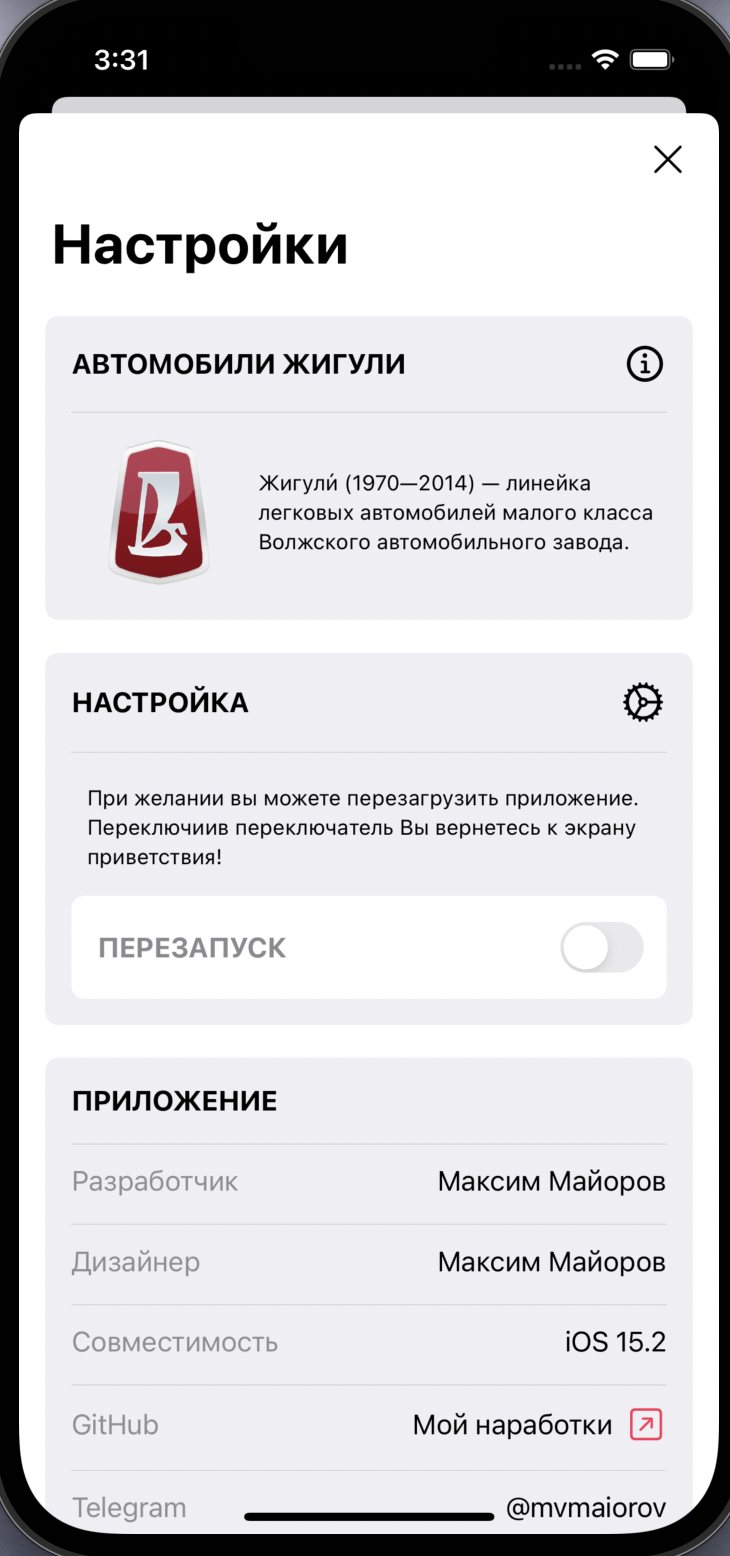 3:31
Настройки
АВТОМОБИЛИ ЖИГУЛИ
Жигули́ (1970—2014) — линейка
легковых автомобилей малого класса
Волжского автомобильного завода.
НАСТРОЙКА
При желании вы можете перезагрузить приложение.
Переключиив переключатель Вы вернетесь к экрану
приветствия!
ПЕРЕЗАПУСК
ПРИЛОЖЕНИЕ
Разработчик Максим Майоров
Дизайнер Максим Майоров
Совместимость iOS 15.2
GitHub Мой наработки
Telegram @mvmaiorov